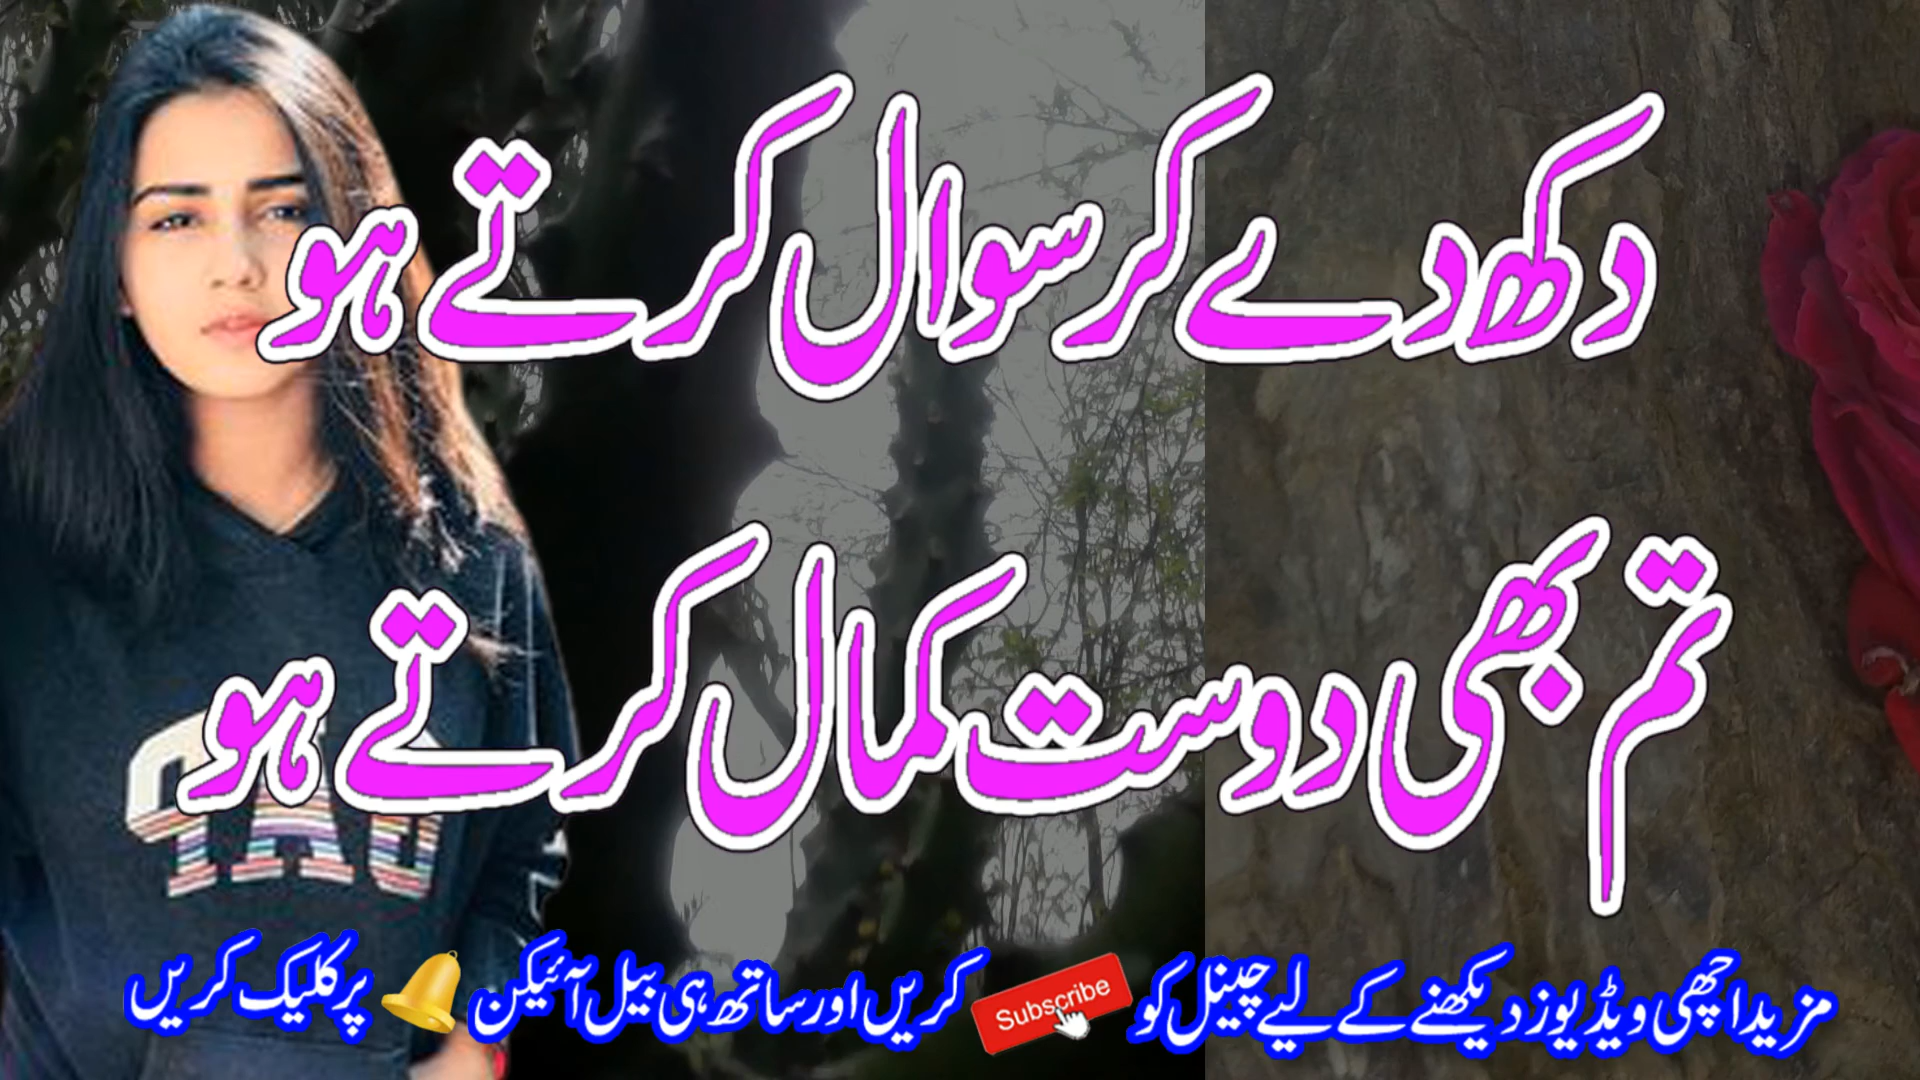 دکھ دے کر سوال کرتے ہو
تم بھی دوست کمال کرتے ہو
GAP
مزید اچھی ویڈیوز دیکھنے کے لیے چینل کو Subscribe کریں اور ساتھ ہی بیل آئیکن 🔔 پر کلیک کریں